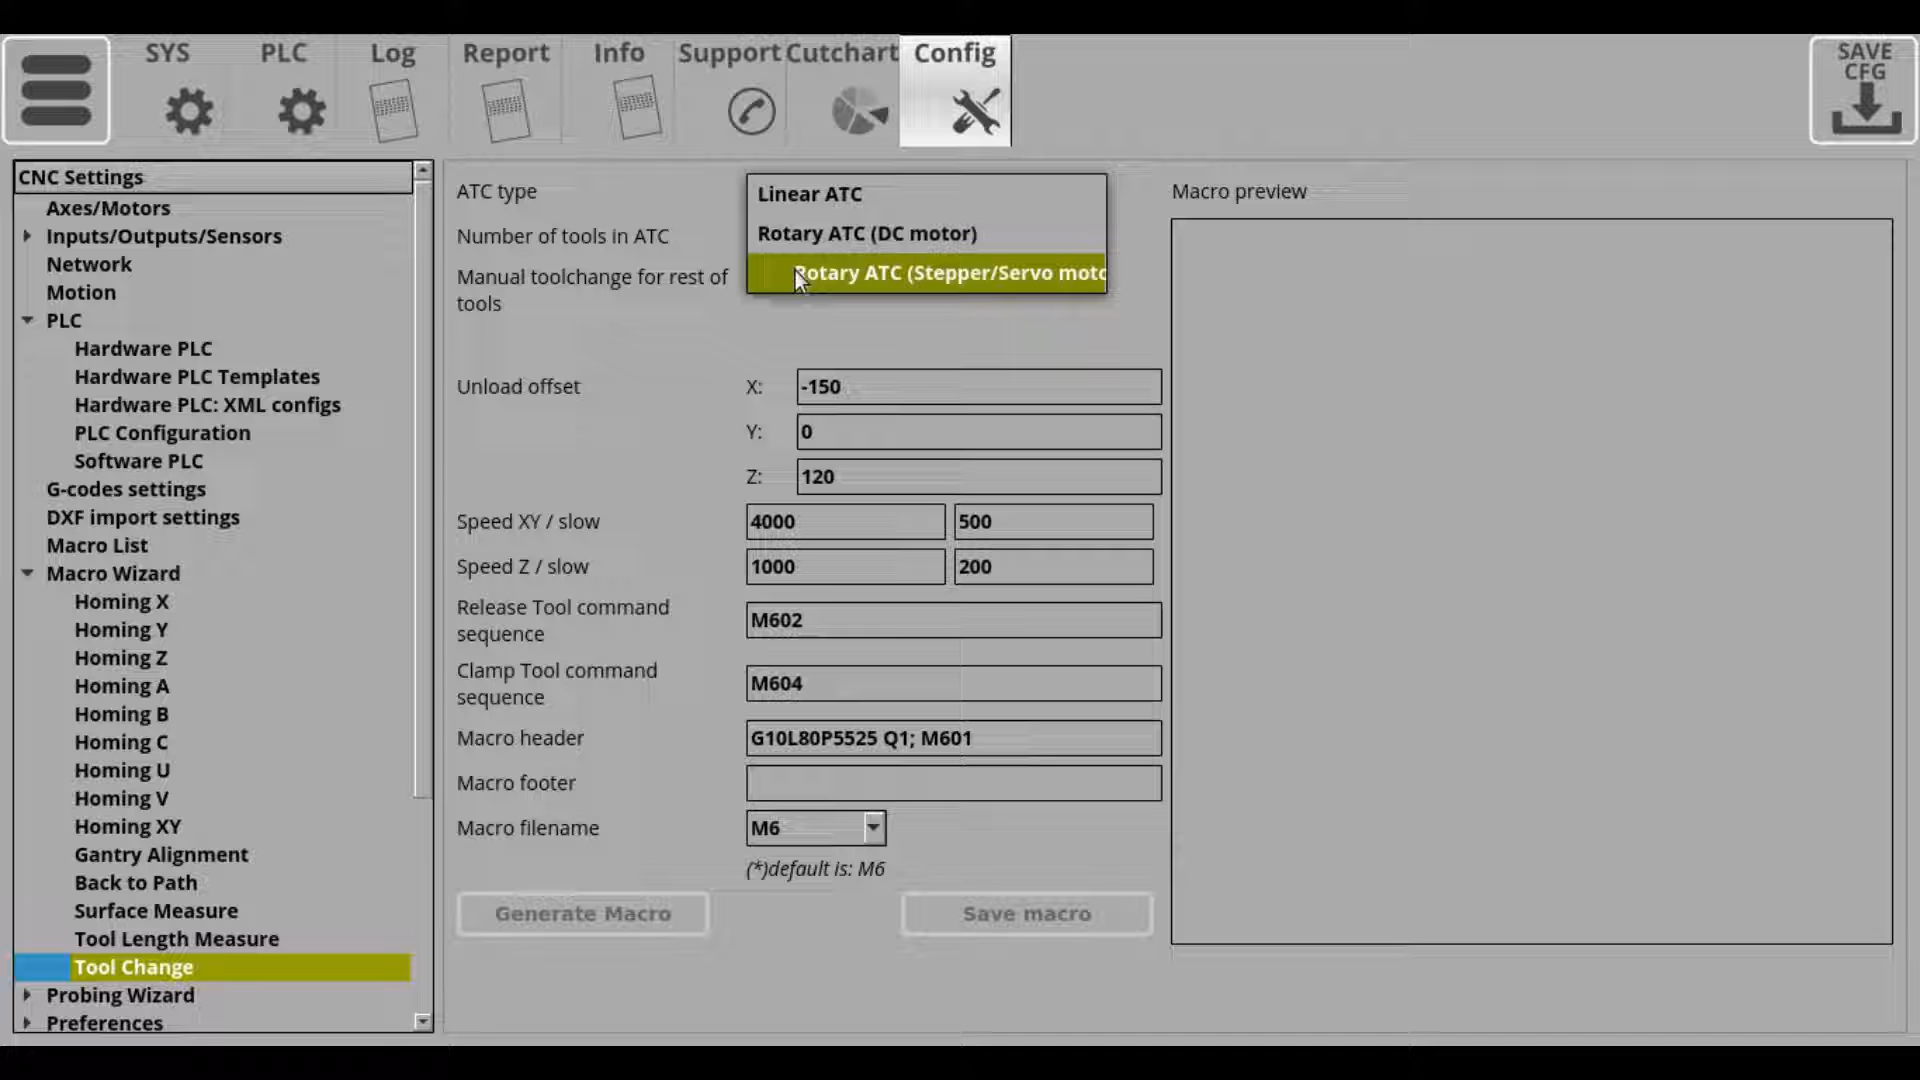 SYS
PLC
Log
Report
Info
Support
Cutchart
Config
SAVE
CFG
CNC Settings
Axes/Motors
Inputs/Outputs/Sensors
Network
Motion
PLC
Hardware PLC
Hardware PLC Templates
Hardware PLC: XML configs
PLC Configuration
Software PLC
G-codes settings
DXF import settings
Macro List
Macro Wizard
Homing X
Homing Y
Homing Z
Homing A
Homing B
Homing C
Homing U
Homing V
Homing XY
Gantry Alignment
Back to Path
Surface Measure
Tool Length Measure
Tool Change
Probing Wizard
Preferences
ATC type
Linear ATC
Rotary ATC (DC motor)
Rotary ATC (Stepper/Servo moto
Number of tools in ATC
Manual toolchange for rest of
tools
Unload offset
X: -150
Y: 0
Z: 120
Speed XY / slow 4000 500
Speed Z / slow 1000 200
Release Tool command
sequence
M602
Clamp Tool command
sequence
M604
Macro header G10L80P5525 Q1; M601
Macro footer
Macro filename M6
(*)default is: M6
Generate Macro
Save macro
Macro preview